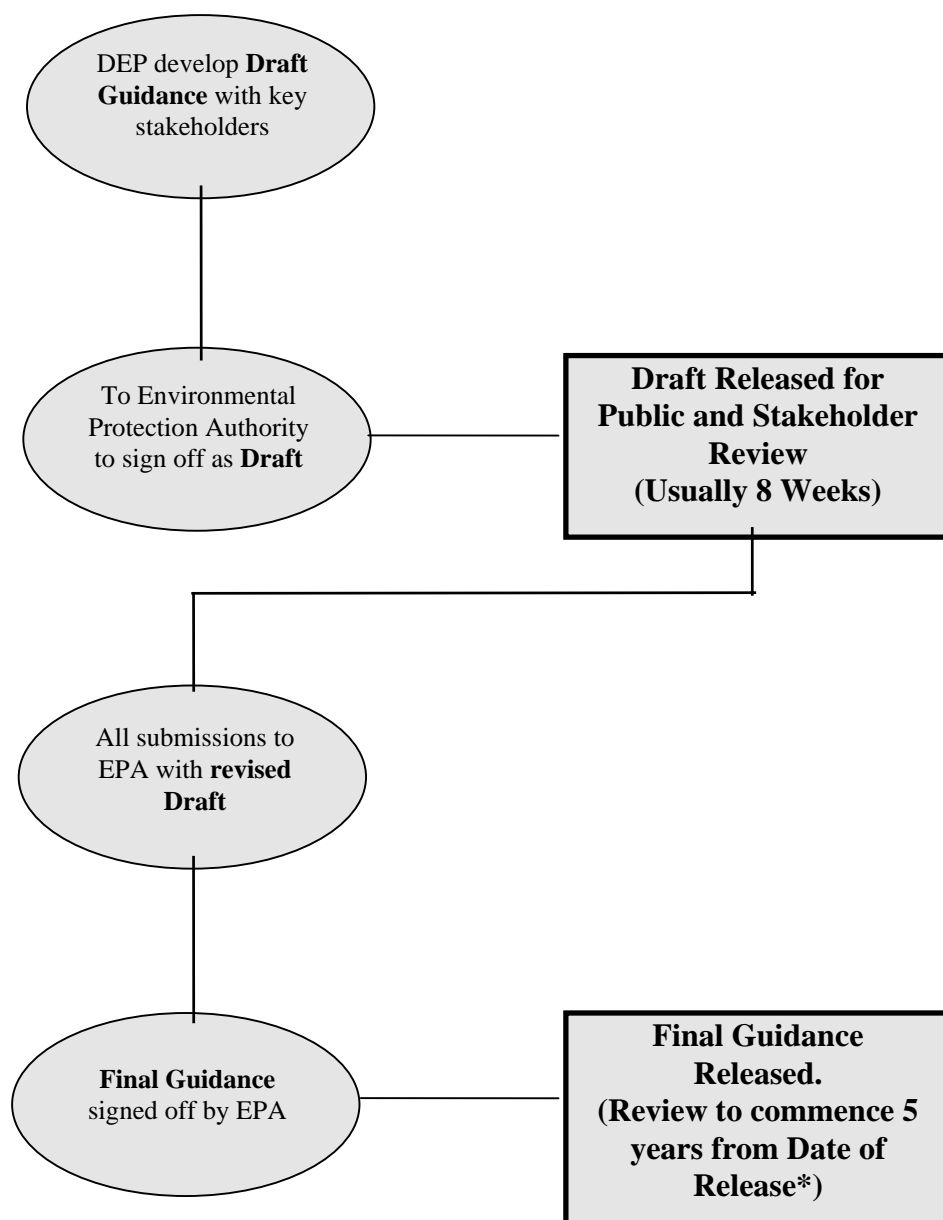 DEP develop Draft
Guidance with key
stakeholders
To Environmental
Protection Authority
to sign off as Draft
Draft Released for
Public and Stakeholder
Review
(Usually 8 Weeks)
All submissions to
EPA with revised
Draft
Final Guidance
signed off by EPA
Final Guidance
Released.
(Review to commence 5
years from Date of
Release*)